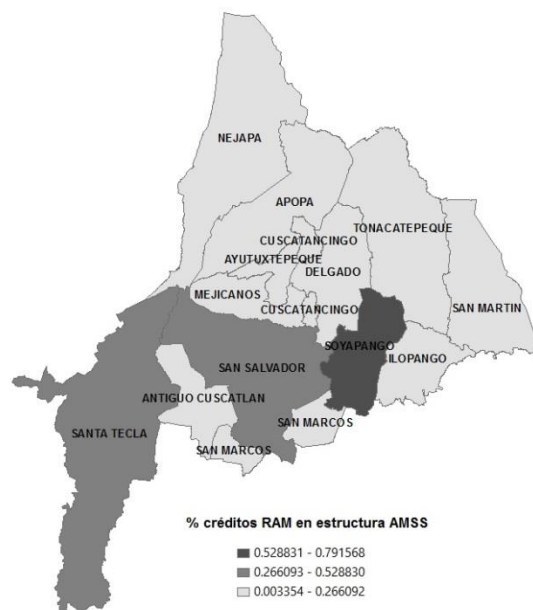 NEJAPA
APOPA
TONACATEPEQUE
CUSCATANCINGO
AYUTUXTEPEQUE
DELGADO
MEJICANOS
CUSCATANCINGO
SAN MARTIN
SOYAPANGO
ILOPANGO
SAN SALVADOR
ANTIGUO CUSCATLAN
SAN MARCOS
SANTA TECLA
SAN MARCOS
% créditos RAM en estructura AMSS
0.528831 - 0.791568
0.266093 - 0.528830
0.003354 - 0.266092